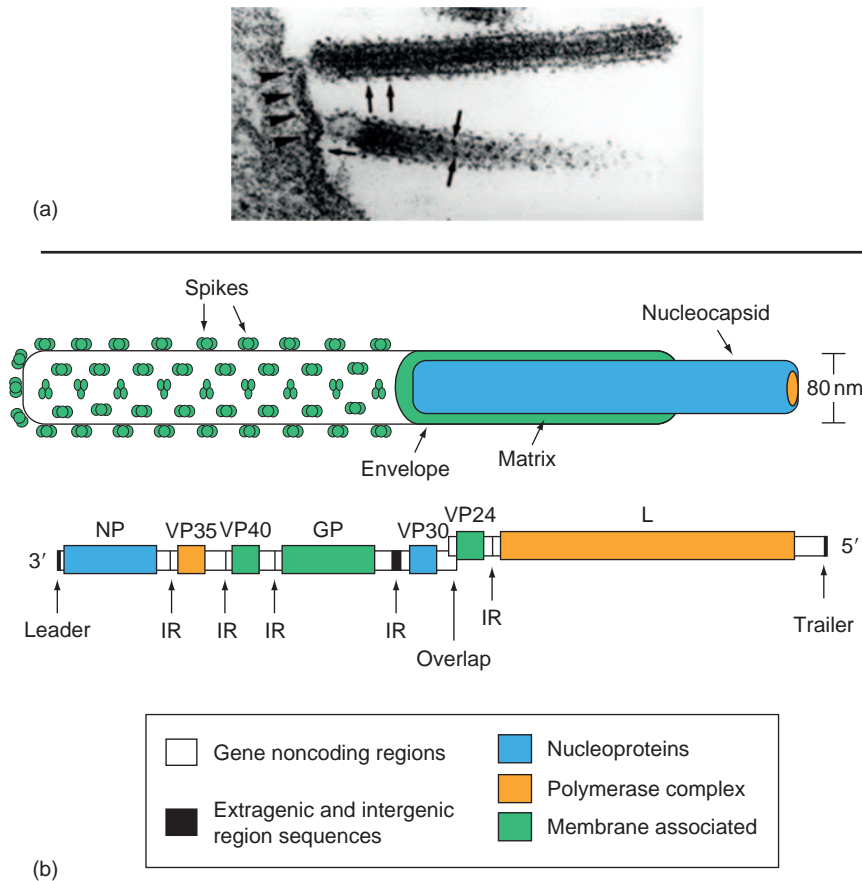 (a)
Spikes
Nucleocapsid
80 nm
Envelope
Matrix
NP VP35 VP40 GP VP30 VP24 L
3′ 5′
Leader IR IR IR IR Overlap IR Trailer
Gene noncoding regions
Extragenic and intergenic
region sequences
Nucleoproteins
Polymerase complex
Membrane associated
(b)